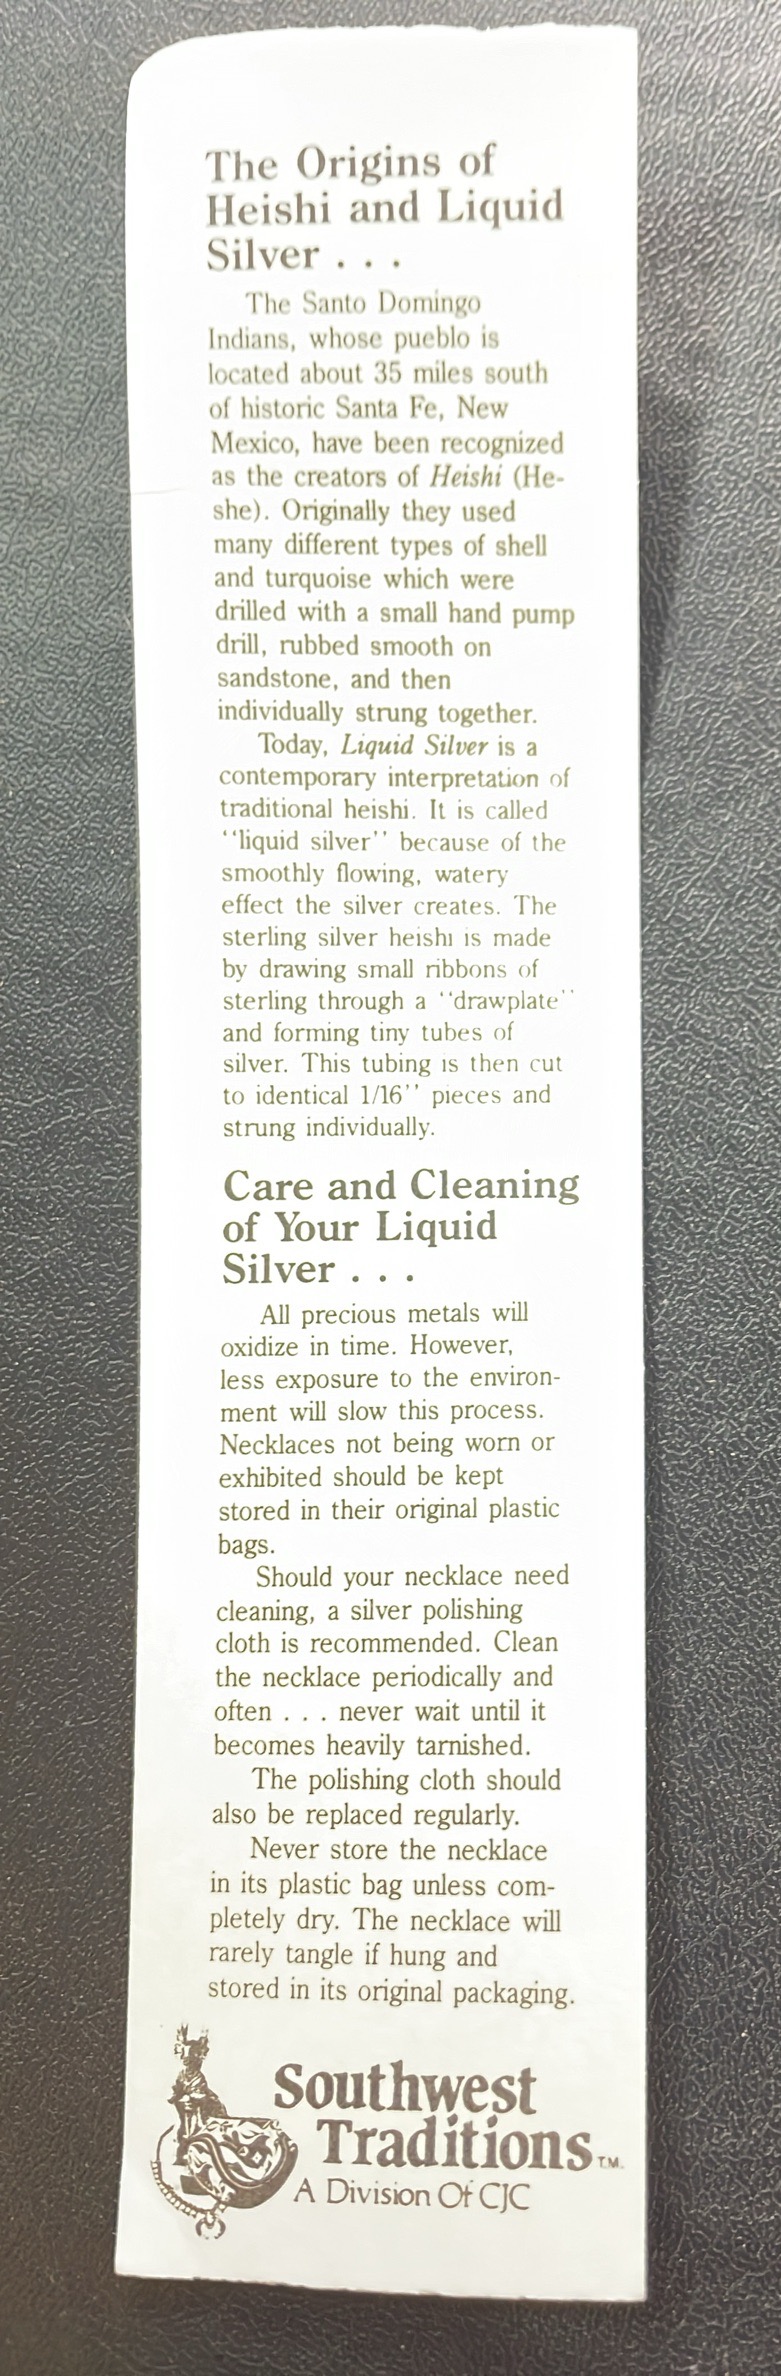 The Origins of
Heishi and Liquid
Silver . . .
The Santo Domingo
Indians, whose pueblo is
located about 35 miles south
of historic Santa Fe, New
Mexico, have been recognized
as the creators of Heishi (He-
she). Originally they used
many different types of shell
and turquoise which were
drilled with a small hand pump
drill, rubbed smooth on
sandstone, and then
individually strung together.
Today, Liquid Silver is a
contemporary interpretation of
traditional heishi. It is called
‘‘liquid silver’’ because of the
smoothly flowing, watery
effect the silver creates. The
sterling silver heishi is made
by drawing small ribbons of
sterling through a ‘‘drawplate’’
and forming tiny tubes of
silver. This tubing is then cut
to identical 1/16’’ pieces and
strung individually.
Care and Cleaning
of Your Liquid
Silver . . .
All precious metals will
oxidize in time. However,
less exposure to the environ-
ment will slow this process.
Necklaces not being worn or
exhibited should be kept
stored in their original plastic
bags.
Should your necklace need
cleaning, a silver polishing
cloth is recommended. Clean
the necklace periodically and
often . . . never wait until it
becomes heavily tarnished.
The polishing cloth should
also be replaced regularly.
Never store the necklace
in its plastic bag unless com-
pletely dry. The necklace will
rarely tangle if hung and
stored in its original packaging.
Southwest
Traditions TM.
A Division Of CJC